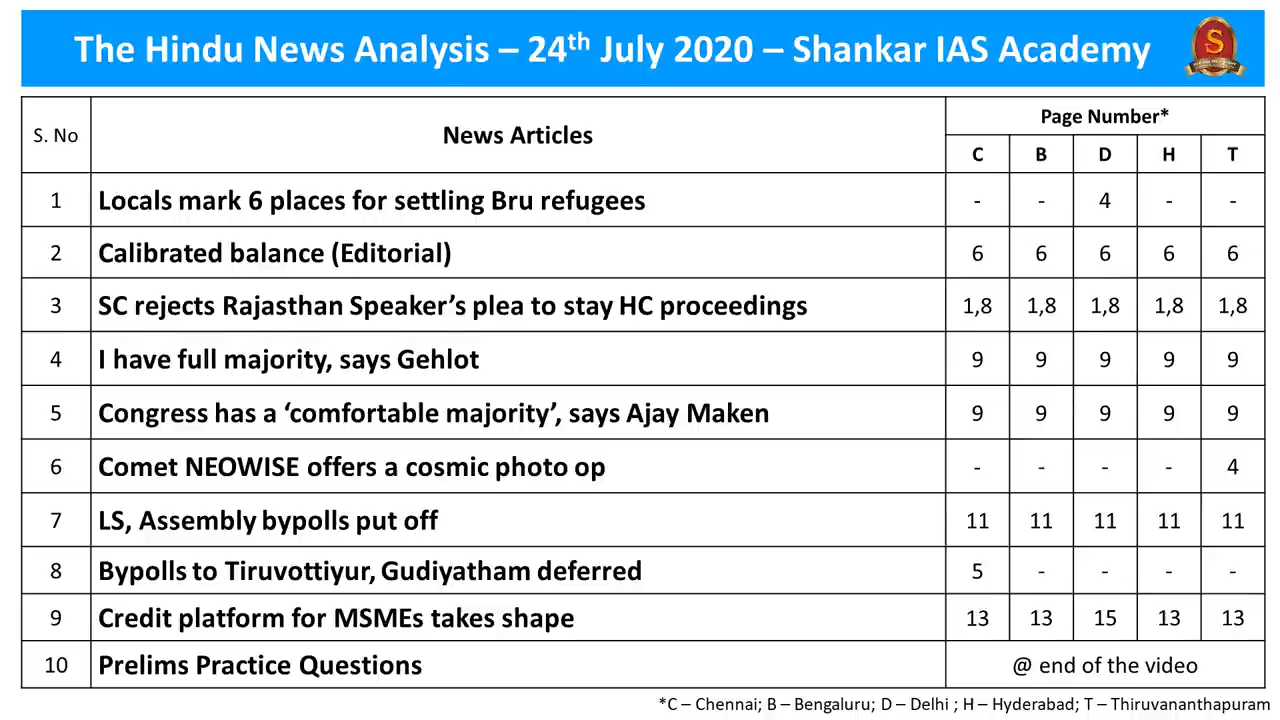 The Hindu News Analysis – 24th July 2020 – Shankar IAS Academy
S
S. No News Articles Page Number*
C B D H T
1 Locals mark 6 places for settling Bru refugees - - 4 - -
2 Calibrated balance (Editorial) 6 6 6 6 6
3 SC rejects Rajasthan Speaker’s plea to stay HC proceedings 1,8 1,8 1,8 1,8 1,8
4 I have full majority, says Gehlot 9 9 9 9 9
5 Congress has a ‘comfortable majority’, says Ajay Maken 9 9 9 9 9
6 Comet NEOWISE offers a cosmic photo op - - - - 4
7 LS, Assembly bypolls put off 11 11 11 11 11
8 Bypolls to Tiruvottiyur, Gudiyatham deferred 5 - - - -
9 Credit platform for MSMEs takes shape 13 13 15 13 13
10 Prelims Practice Questions @ end of the video
*C – Chennai; B – Bengaluru; D – Delhi ; H – Hyderabad; T – Thiruvananthapuram